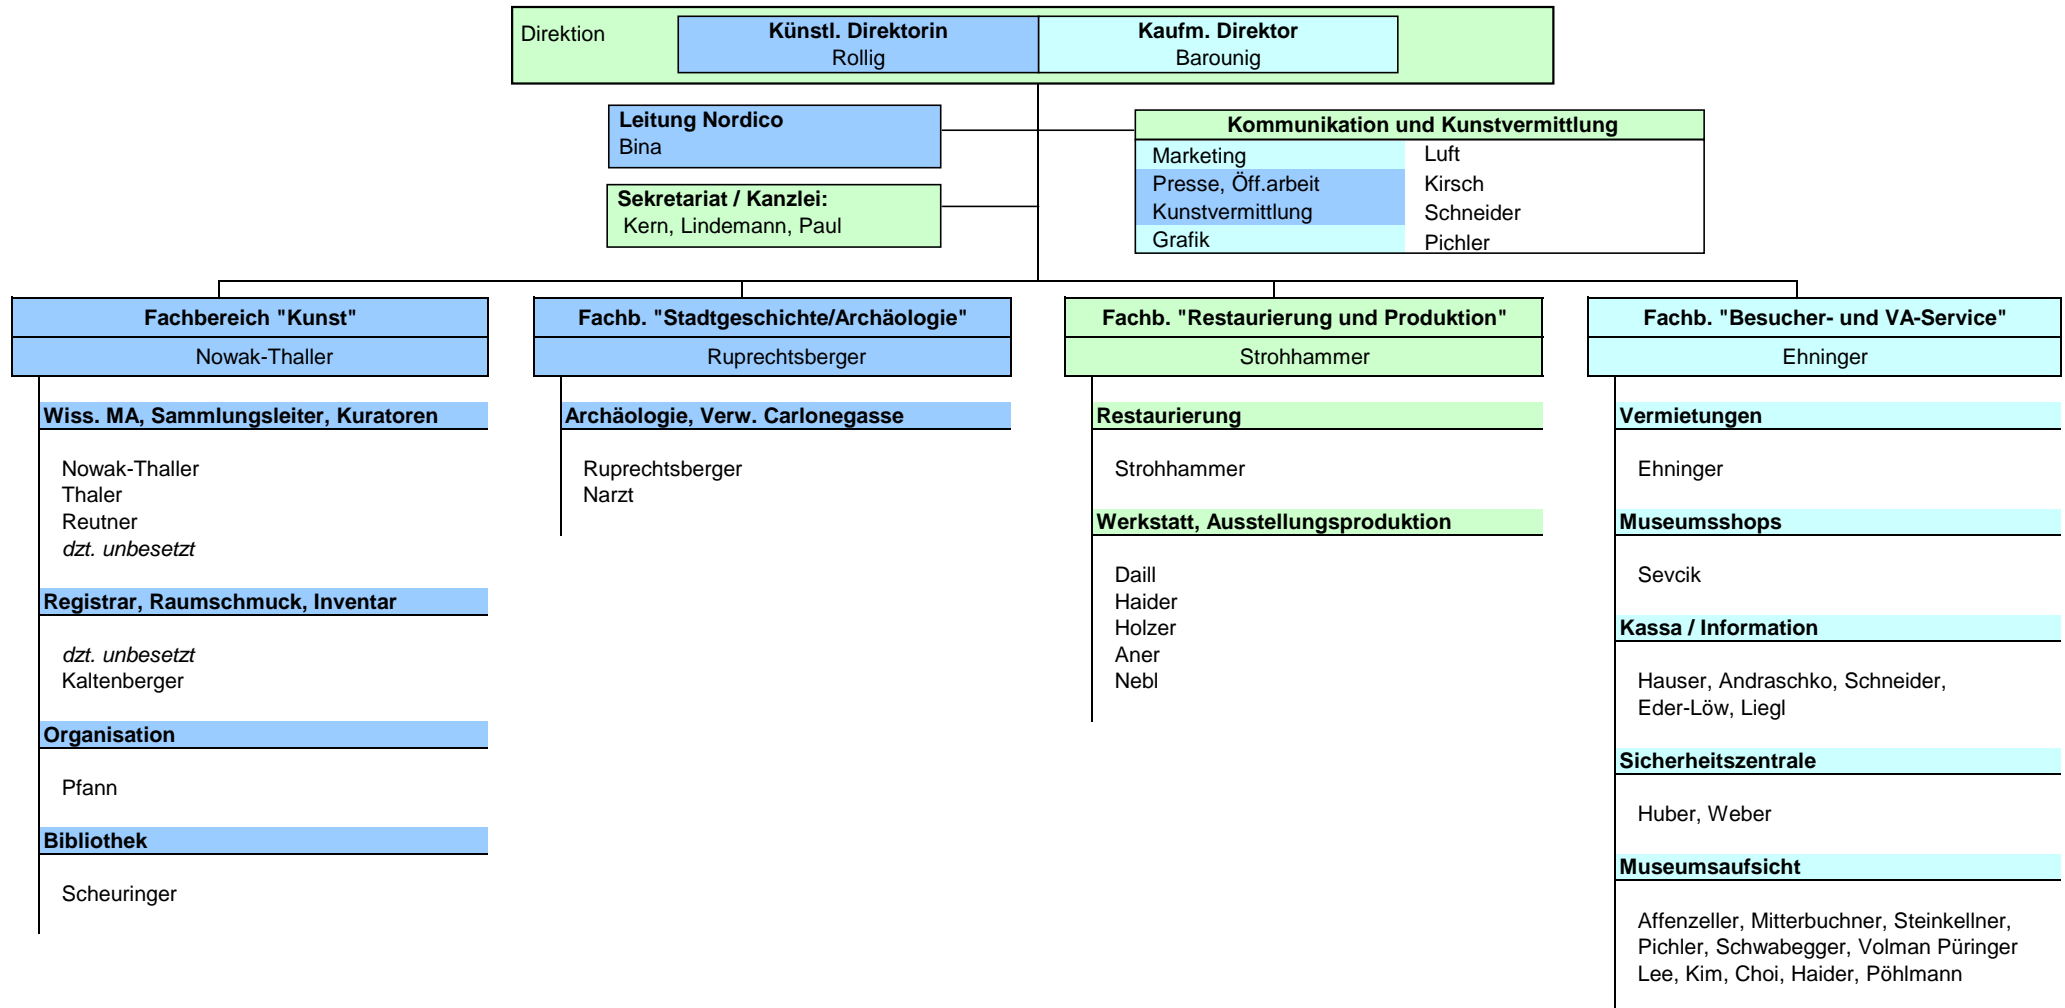 Direktion
Künstl. Direktorin
Rollig
Kaufm. Direktor
Barounig
Leitung Nordico
Bina
Sekretariat / Kanzlei:
Kern, Lindemann, Paul
Kommunikation und Kunstvermittlung
Marketing Luft
Presse, Öff.arbeit Kirsch
Kunstvermittlung Schneider
Grafik Pichler
Fachbereich "Kunst"
Nowak-Thaller
Wiss. MA, Sammlungsleiter, Kuratoren
Nowak-Thaller
Thaler
Reutner
dzt. unbesetzt
Registrar, Raumschmuck, Inventar
dzt. unbesetzt
Kaltenberger
Organisation
Pfann
Bibliothek
Scheuringer
Fachb. "Stadtgeschichte/Archäologie"
Ruprechtsberger
Archäologie, Verw. Carlonegasse
Ruprechtsberger
Narzt
Fachb. "Restaurierung und Produktion"
Strohhammer
Restaurierung
Strohhammer
Werkstatt, Ausstellungsproduktion
Daill
Haider
Holzer
Aner
Nebl
Fachb. "Besucher- und VA-Service"
Ehninger
Vermietungen
Ehninger
Museumsshops
Sevcik
Kassa / Information
Hauser, Andraschko, Schneider,
Eder-Löw, Liegl
Sicherheitszentrale
Huber, Weber
Museumsaufsicht
Affenzeller, Mitterbuchner, Steinkellner,
Pichler, Schwabegger, Volman Püringer
Lee, Kim, Choi, Haider, Pöhlmann